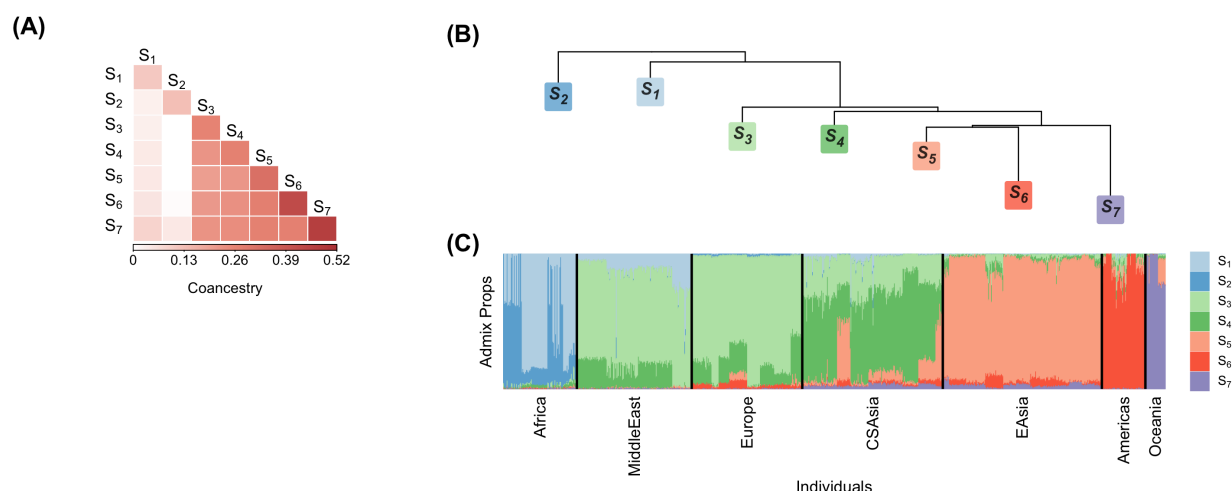 (A)
S1
S1
S2
S2
S3
S3
S4
S4
S5
S5
S6
S6
S7
S7
0 0.13 0.26 0.39 0.52
Coancestry
(B)
S2
S1
S3
S4
S5
S6
S7
(C)
Admix Props
Africa
MiddleEast
Europe
CSAsia
EAsia
Americas
Oceania
Individuals
S1
S2
S3
S4
S5
S6
S7